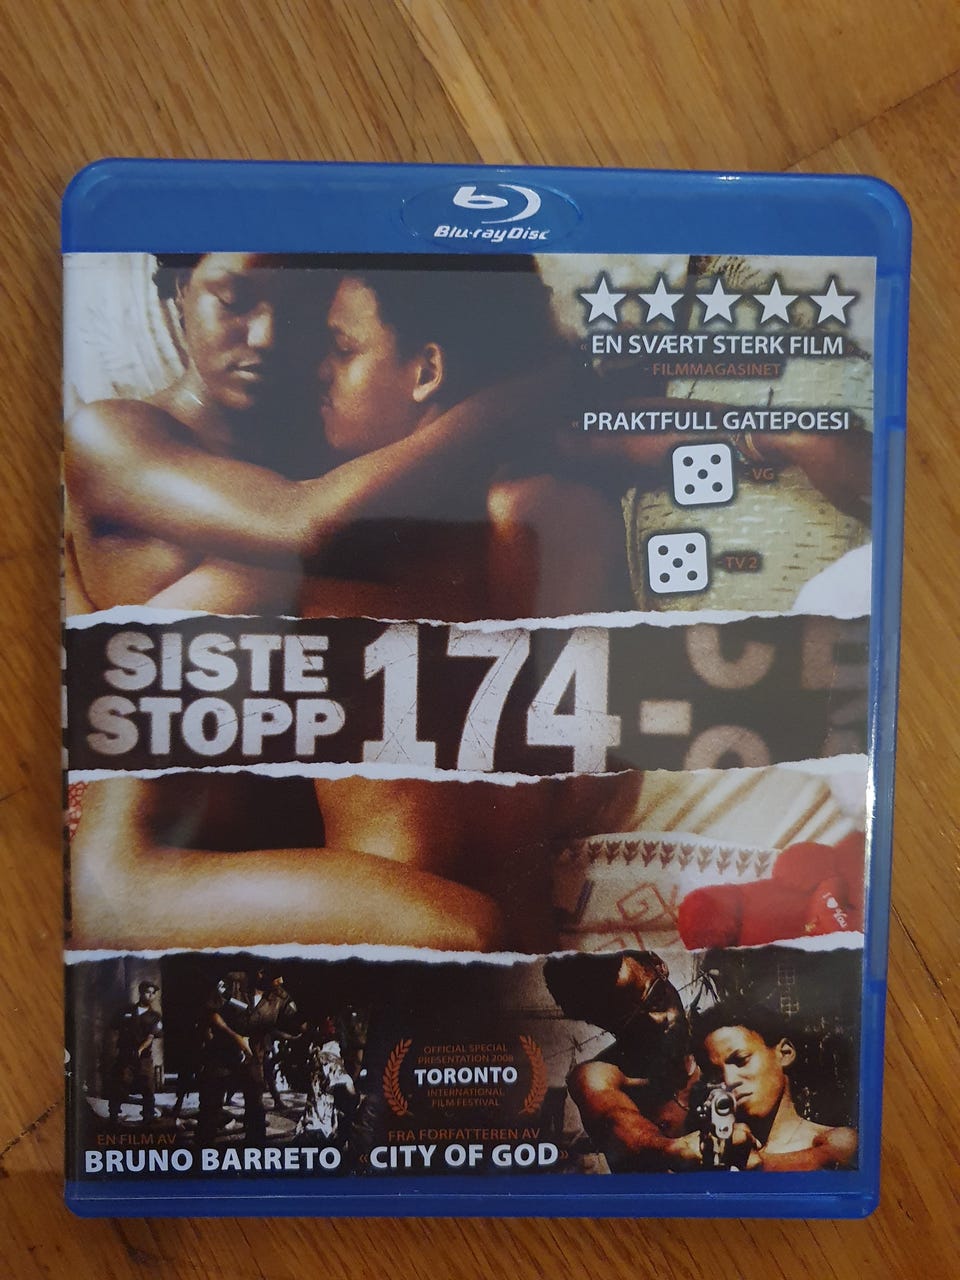 Blu-ray Disc
« EN SVÆRT STERK FILM »
- FILMMAGASINET
« PRAKTFULL GATEPOESI »
- VG
- TV 2
SISTE
STOPP
174
I ♥ You
OFFICIAL SPECIAL
PRESENTATION 2008
TORONTO
INTERNATIONAL
FILM FESTIVAL
EN FILM AV
BRUNO BARRETO
FRA FORFATTEREN AV
«CITY OF GOD»